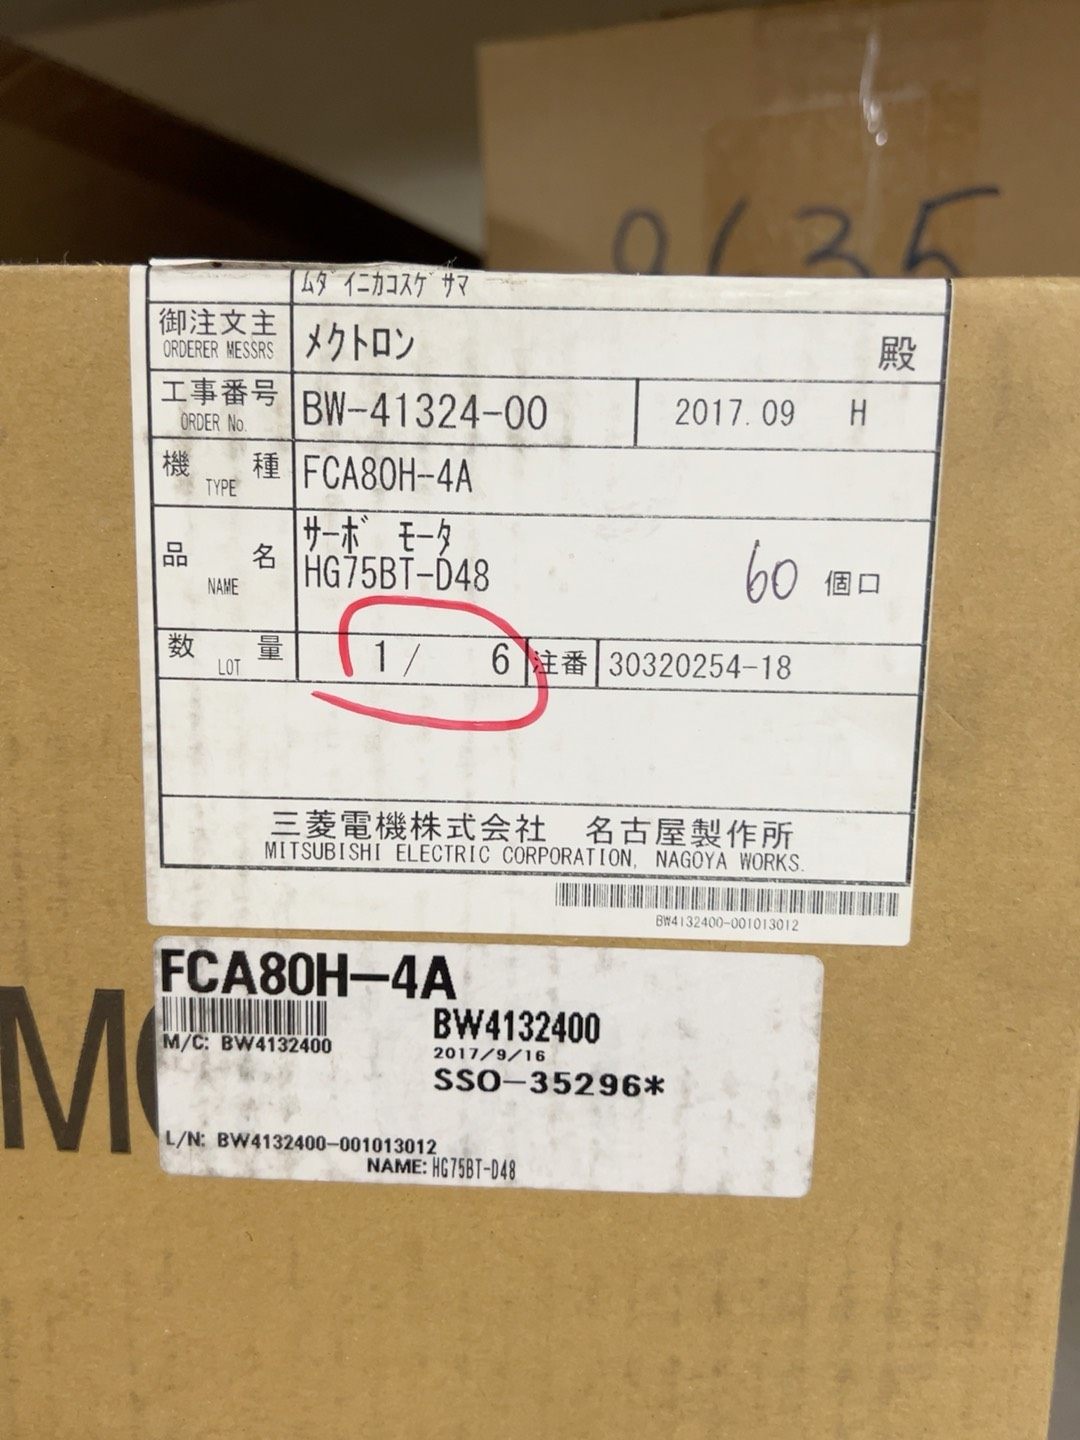 9635
ムダイニカコスケ゛サマ
御注文主 メクトロン 殿
ORDERER MESSRS
工事番号 BW-41324-00 2017.09 H
ORDER No.
機種 FCA80H-4A
TYPE
サーボ モータ
品名 HG75BT-D48 60 個口
NAME
数量 1/ 6 注番 30320254-18
LOT
三菱電機株式会社 名古屋製作所
MITSUBISHI ELECTRIC CORPORATION, NAGOYA WORKS.
BW4132400-001013012
FCA80H-4A
BW4132400
M/C: BW4132400
2017/9/16
SSO-35296*
M
L/N: BW4132400-001013012
NAME: HG75BT-D48